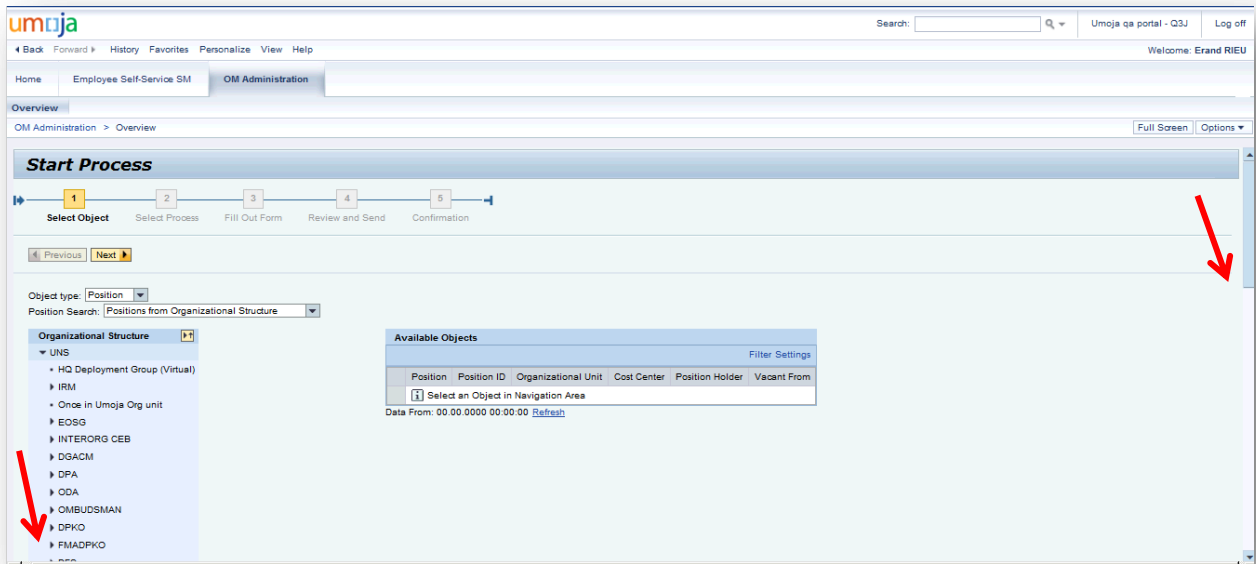 umoja
Search:
Umoja qa portal - Q3J
Log off
Back Forward History Favorites Personalize View Help
Welcome: Erand RIEU
Home Employee Self-Service SM OM Administration
Overview
OM Administration > Overview
Full Screen Options
Start Process
1 2 3 4 5
Select Object Select Process Fill Out Form Review and Send Confirmation
Previous Next
Object type: Position
Position Search: Positions from Organizational Structure
Organizational Structure
UNS
HQ Deployment Group (Virtual)
IRM
Once in Umoja Org unit
EOSG
INTERORG CEB
DGACM
DPA
ODA
OMBUDSMAN
DPKO
FMADPKO
Available Objects
Filter Settings
Position Position ID Organizational Unit Cost Center Position Holder Vacant From
Select an Object in Navigation Area
Data From: 00.00.0000 00:00:00 Refresh